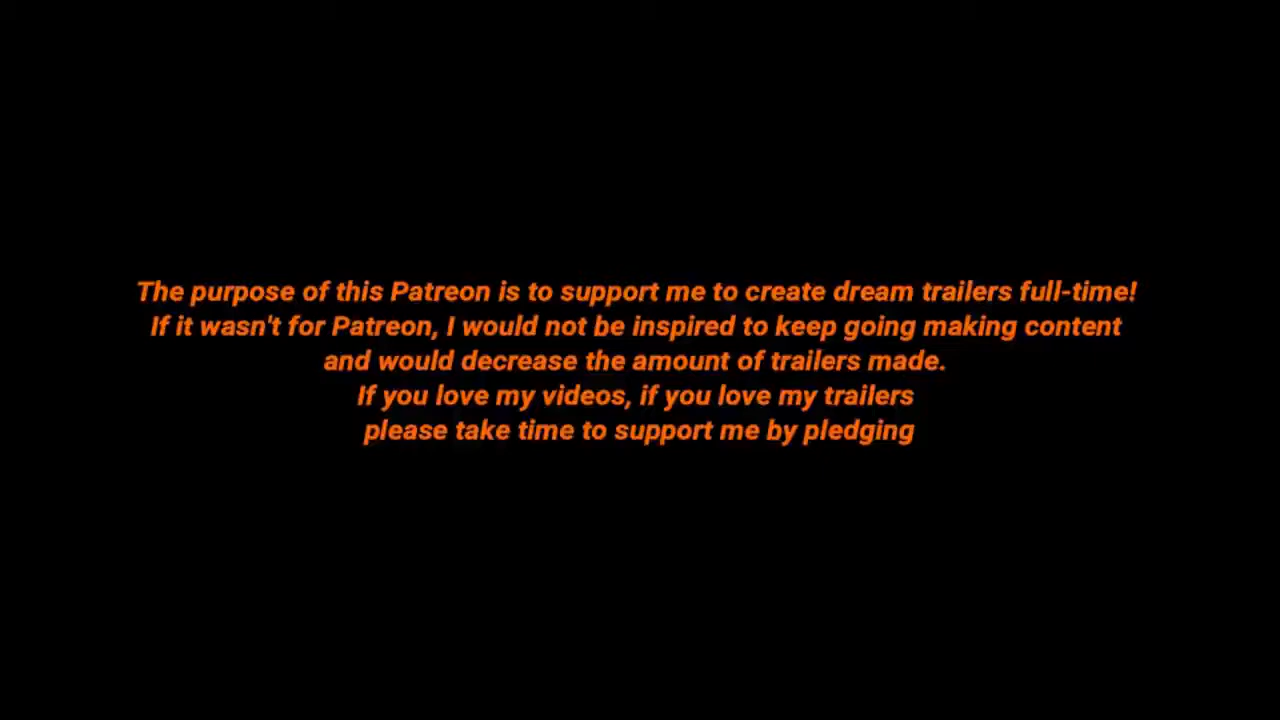 The purpose of this Patreon is to support me to create dream trailers full-time!
If it wasn't for Patreon, I would not be inspired to keep going making content
and would decrease the amount of trailers made.
If you love my videos, if you love my trailers
please take time to support me by pledging